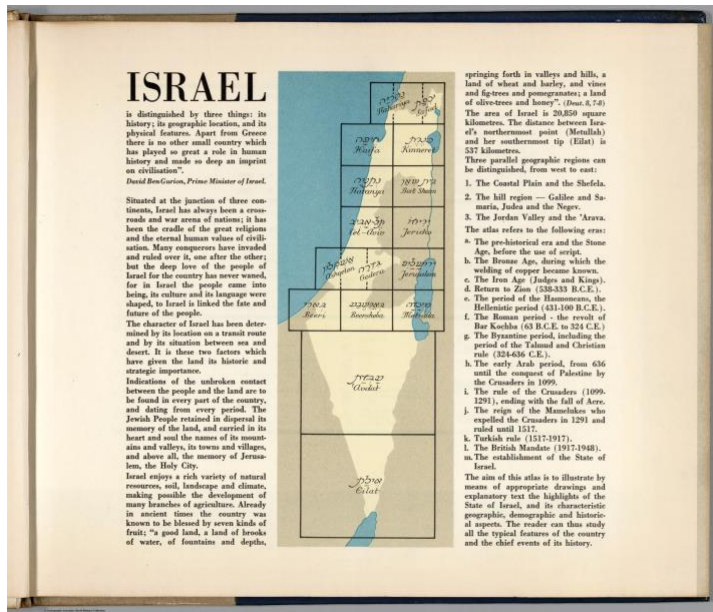 ISRAEL
is distinguished by three things: its
history; its geographic location, and its
physical features. Apart from Greece
there is no other small country which
has played so great a role in human
history and made so deep an imprint
on civilisation".
David Ben Gurion, Prime Minister of Israel.
Situated at the junction of three con-
tinents, Israel has always been a cross-
roads and war arena of nations; it has
been the cradle of the great religions
and the eternal human values of civili-
sation. Many conquerors have invaded
and ruled over it, one after the other;
but the deep love of the people of
Israel for the country has never waned,
for in Israel the people came into
being, its culture and its language were
shaped, to Israel is linked the fate and
future of the people.
The character of Israel has been deter-
mined by its location on a transit route
and by its situation between sea and
desert. It is these two factors which
have given the land its historic and
strategic importance.
Indications of the unbroken contact
between the people and the land are to
be found in every part of the country,
and dating from every period. The
Jewish People retained in dispersal its
memory of the land, and carried in its
heart and soul the names of its mount-
ains and valleys, its towns and villages,
and above all, the memory of Jerusa-
lem, the Holy City.
Israel enjoys a rich variety of natural
resources, soil, landscape and climate,
making possible the development of
many branches of agriculture. Already
in ancient times the country was
known to be blessed by seven kinds of
fruit; "a good land, a land of brooks
of water, of fountains and depths,
נהריה
צפת
Nahariya
חיפה
Haifa
כנרת
Kinneret
נתניה
Natanya
בית שאן
Beit Shean
תל-אביב
Tel-Aviv
יריחו
Jericho
אשקלון
Ashqelon
גדרה
Gedera
ירושלים
Jerusalem
בארי
Beeri
באר-שבע
Beersheba
מצדה
עבדת
Avdat
אילת
Eilat
springing forth in valleys and hills, a
land of wheat and barley, and vines
and fig-trees and pomegranates; a land
of olive-trees and honey". (Deut. 8, 7-8)
The area of Israel is 20,850 square
kilometres. The distance between Isra-
el's northernmost point (Metullah)
and her southernmost tip (Eilat) is
537 kilometres.
Three parallel geographic regions can
be distinguished, from west to east:
1. The Coastal Plain and the Shefela.
2. The hill region — Galilee and Sa-
maria, Judea and the Negev.
3. The Jordan Valley and the 'Arava.
The atlas refers to the following eras:
a. The pre-historical era and the Stone
Age, before the use of script.
b. The Bronze Age, during which the
welding of copper became known.
c. The Iron Age (Judges and Kings).
d. Return to Zion (538-333 B.C.E.).
e. The period of the Hasmoneans, the
Hellenistic period (431-100 B.C.E.).
f. The Roman period - the revolt of
Bar Kochba (63 B.C.E. to 324 C.E.)
g. The Byzantine period, including the
period of the Talmud and Christian
rule (324-636 C.E.).
h. The early Arab period, from 636
until the conquest of Palestine by
the Crusaders in 1099.
i. The rule of the Crusaders (1099-
1291), ending with the fall of Acre.
j. The reign of the Mamelukes who
expelled the Crusaders in 1291 and
ruled until 1517.
k. Turkish rule (1517-1917).
l. The British Mandate (1917-1948).
m. The establishment of the State of
Israel.
The aim of this atlas is to illustrate by
means of appropriate drawings and
explanatory text the highlights of the
State of Israel, and its characteristic
geographic, demographic and historic-
al aspects. The reader can thus study
all the typical features of the country
and the chief events of its history.